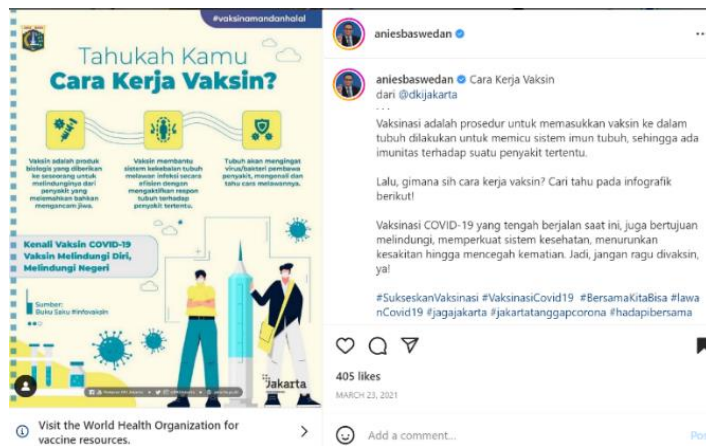 #vaksinamandanhalal
Tahukah Kamu
Cara Kerja Vaksin?
Vaksin adalah produk
biologis yang diberikan
ke seseorang untuk
melindunginya dari
penyakit yang
melemahkan bahkan
mengancam jiwa.
Vaksin membantu
sistem kekebalan tubuh
melawan infeksi secara
efisien dengan
mengaktifkan respon
tubuh terhadap
penyakit tertentu.
Tubuh akan mengingat
virus/bakteri pembawa
penyakit, mengenali dan
tahu cara melawannya.
Kenali Vaksin COVID-19
Vaksin Melindungi Diri,
Melindungi Negeri
Sumber:
Buku Saku #infovaksin
Jakarta
Visit the World Health Organization for
vaccine resources.
aniesbaswedan
aniesbaswedan Cara Kerja Vaksin
dari @dkijakarta
. . .
Vaksinasi adalah prosedur untuk memasukkan vaksin ke dalam
tubuh dilakukan untuk memicu sistem imun tubuh, sehingga ada
imunitas terhadap suatu penyakit tertentu.
Lalu, gimana sih cara kerja vaksin? Cari tahu pada infografik
berikut!
Vaksinasi COVID-19 yang tengah berjalan saat ini, juga bertujuan
melindungi, memperkuat sistem kesehatan, menurunkan
kesakitan hingga mencegah kematian. Jadi, jangan ragu divaksin,
ya!
#SukseskanVaksinasi #VaksinasiCovid19 #BersamaKitaBisa #lawa
nCovid19 #jagajakarta #jakartatanggapcorona #hadapibersama
405 likes
MARCH 23, 2021
Add a comment...